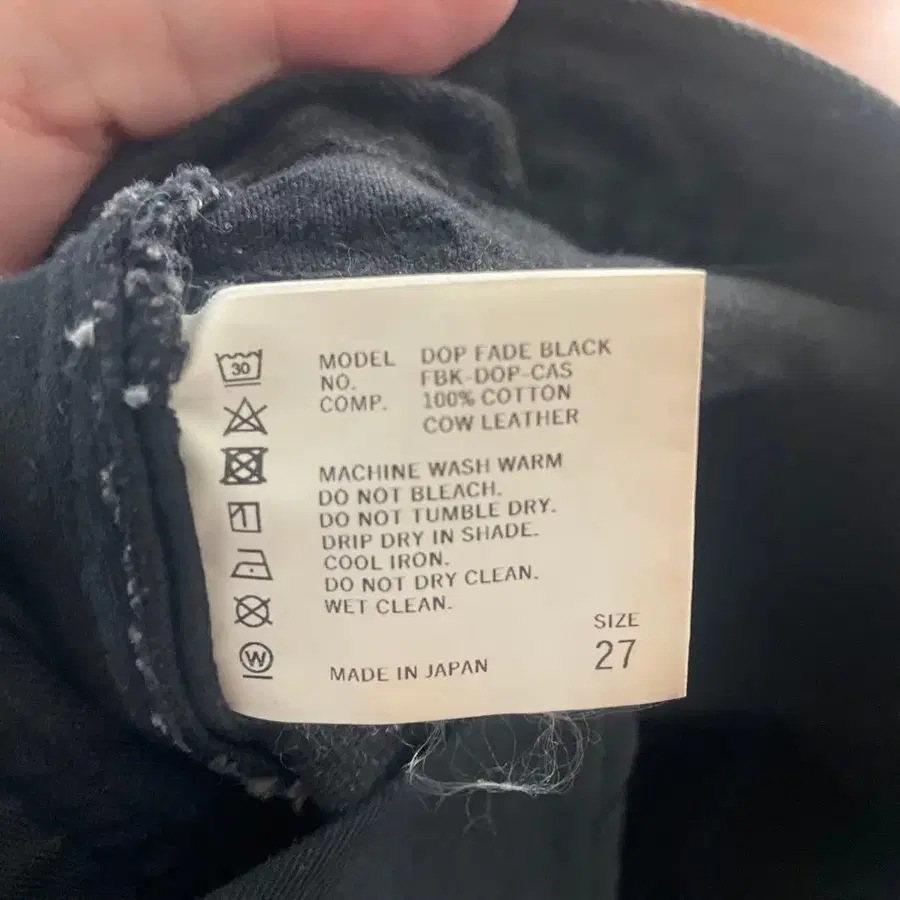 MODEL DOP FADE BLACK
NO. FBK-DOP-CAS
COMP. 100% COTTON
COW LEATHER
30
MACHINE WASH WARM
DO NOT BLEACH.
DO NOT TUMBLE DRY.
DRIP DRY IN SHADE.
COOL IRON.
DO NOT DRY CLEAN.
WET CLEAN.
W
SIZE
27
MADE IN JAPAN